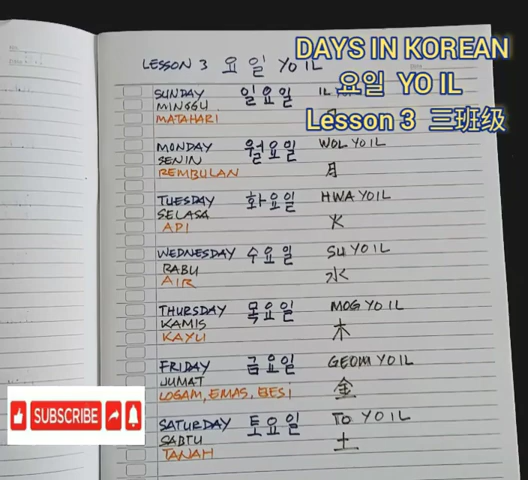 DAYS IN KOREAN
요일 YO IL
Lesson 3 三班级
LESSON 3 요일 YO IL
SUNDAY 일요일 IL
MINGGU
MATAHARI
MONDAY 월요일 WOL YO IL
SENIN 月
REMBULAN
TUESDAY 화요일 HWA YO IL
SELASA 火
API
WEDNESDAY 수요일 SU YO IL
RABU 水
AIR
THURSDAY 목요일 MOG YO IL
KAMIS 木
KAYU
FRIDAY 금요일 GEOM YO IL
JUMAT 金
LOGAM, EMAS, BESI
SATURDAY 토요일 TO YO IL
SABTU 土
TANAH
SUBSCRIBE